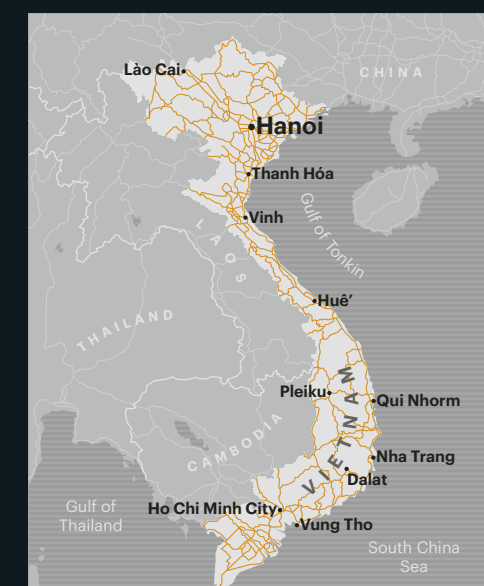 Lào Cai
CHINA
Hanoi
Thanh Hóa
Vinh
Gulf of Tonkin
LAOS
THAILAND
Huê′
VIETNAM
Pleiku
Qui Nhorm
CAMBODIA
Nha Trang
Dalat
Ho Chi Minh City
Vung Tho
Gulf of
Thailand
South China
Sea